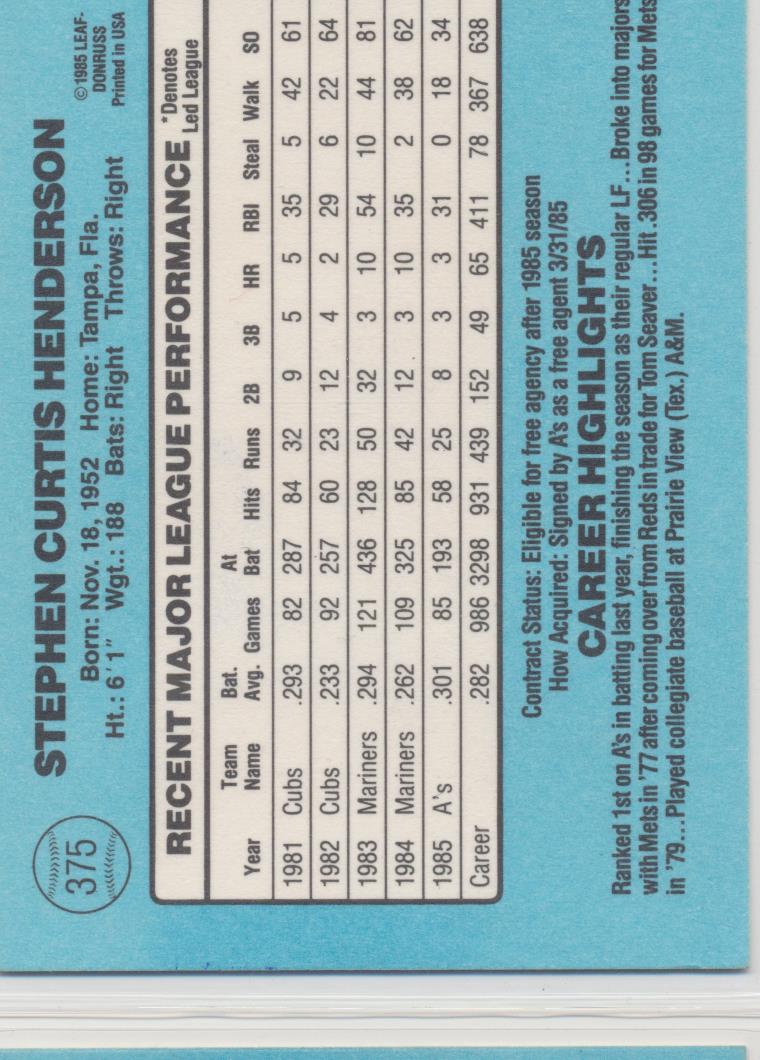 375
STEPHEN CURTIS HENDERSON
© 1985 LEAF-
DONRUSS
Printed in USA
Born: Nov. 18, 1952 Home: Tampa, Fla.
Ht.: 6'1" Wgt.: 188 Bats: Right Throws: Right
RECENT MAJOR LEAGUE PERFORMANCE *Denotes Led League
Year Team Name Bat. Avg. Games At Bat Hits Runs 2B 3B HR RBI Steal Walk SO
1981 Cubs .293 82 287 84 32 9 5 5 35 5 42 61
1982 Cubs .233 92 257 60 23 12 4 2 29 6 22 64
1983 Mariners .294 121 436 128 50 32 3 10 54 10 44 81
1984 Mariners .262 109 325 85 42 12 3 10 35 2 38 62
1985 A's .301 85 193 58 25 8 3 3 31 0 18 34
Career .282 986 3298 931 439 152 49 65 411 78 367 638
Contract Status: Eligible for free agency after 1985 season
How Acquired: Signed by A's as a free agent 3/31/85
CAREER HIGHLIGHTS
Ranked 1st on A's in batting last year, finishing the season as their regular LF...Broke into majors
with Mets in '77 after coming over from Reds in trade for Tom Seaver...Hit .306 in 98 games for Mets
in '79...Played collegiate baseball at Prairie View (Tex.) A&M.